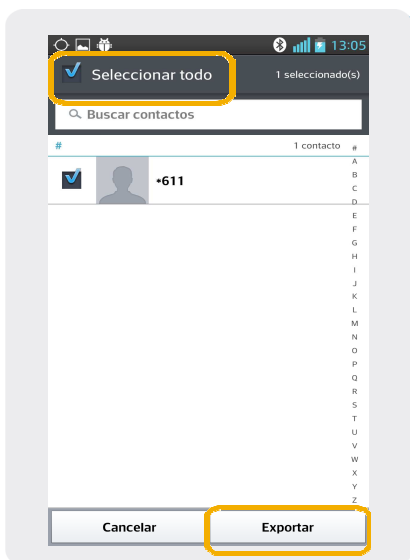 13:05
Seleccionar todo
1 seleccionado(s)
Buscar contactos
#
1 contacto
*611
#
A
B
C
D
E
F
G
H
I
J
K
L
M
N
O
P
Q
R
S
T
U
V
W
X
Y
Z
Cancelar
Exportar